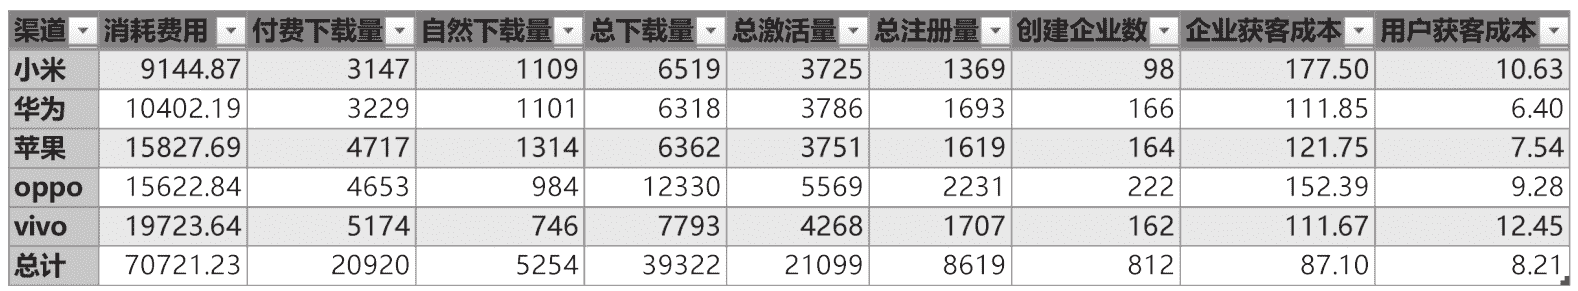 渠道 消耗费用 付费下载量 自然下载量 总下载量 总激活量 总注册量 创建企业数 企业获客成本 用户获客成本
小米 9144.87 3147 1109 6519 3725 1369 98 177.50 10.63
华为 10402.19 3229 1101 6318 3786 1693 166 111.85 6.40
苹果 15827.69 4717 1314 6362 3751 1619 164 121.75 7.54
oppo 15622.84 4653 984 12330 5569 2231 222 152.39 9.28
vivo 19723.64 5174 746 7793 4268 1707 162 111.67 12.45
总计 70721.23 20920 5254 39322 21099 8619 812 87.10 8.21